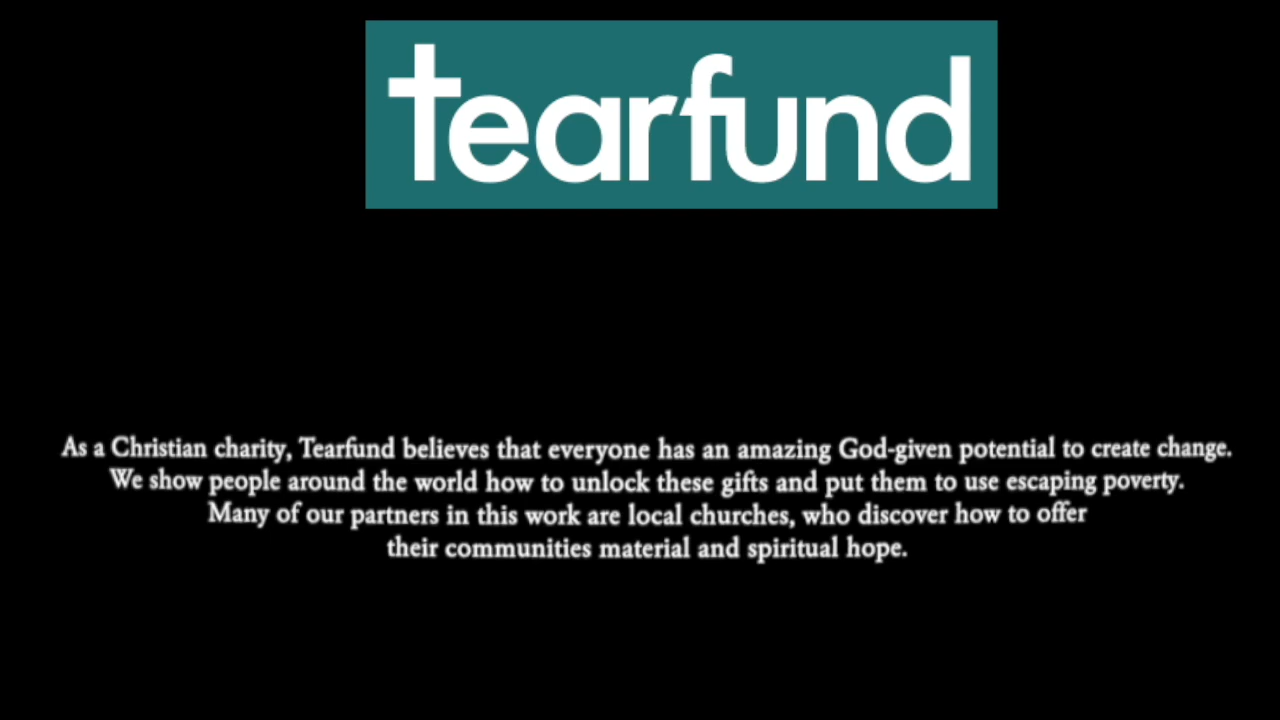 tearfund
As a Christian charity, Tearfund believes that everyone has an amazing God-given potential to create change.
We show people around the world how to unlock these gifts and put them to use escaping poverty.
Many of our partners in this work are local churches, who discover how to offer
their communities material and spiritual hope.